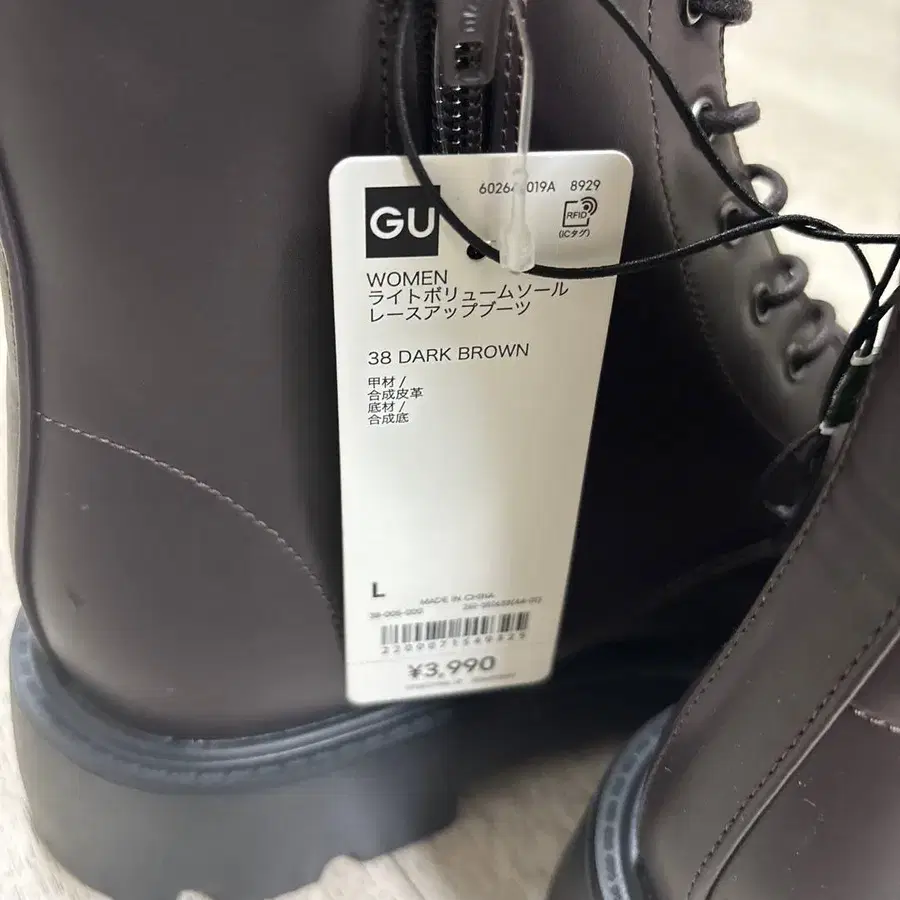 GU
8929
RFID
(ICタグ)
WOMEN
ライトボリュームソール
レースアップブーツ
38 DARK BROWN
甲材 /
合成皮革
底材 /
合成底
L
MADE IN CHINA
¥3,990